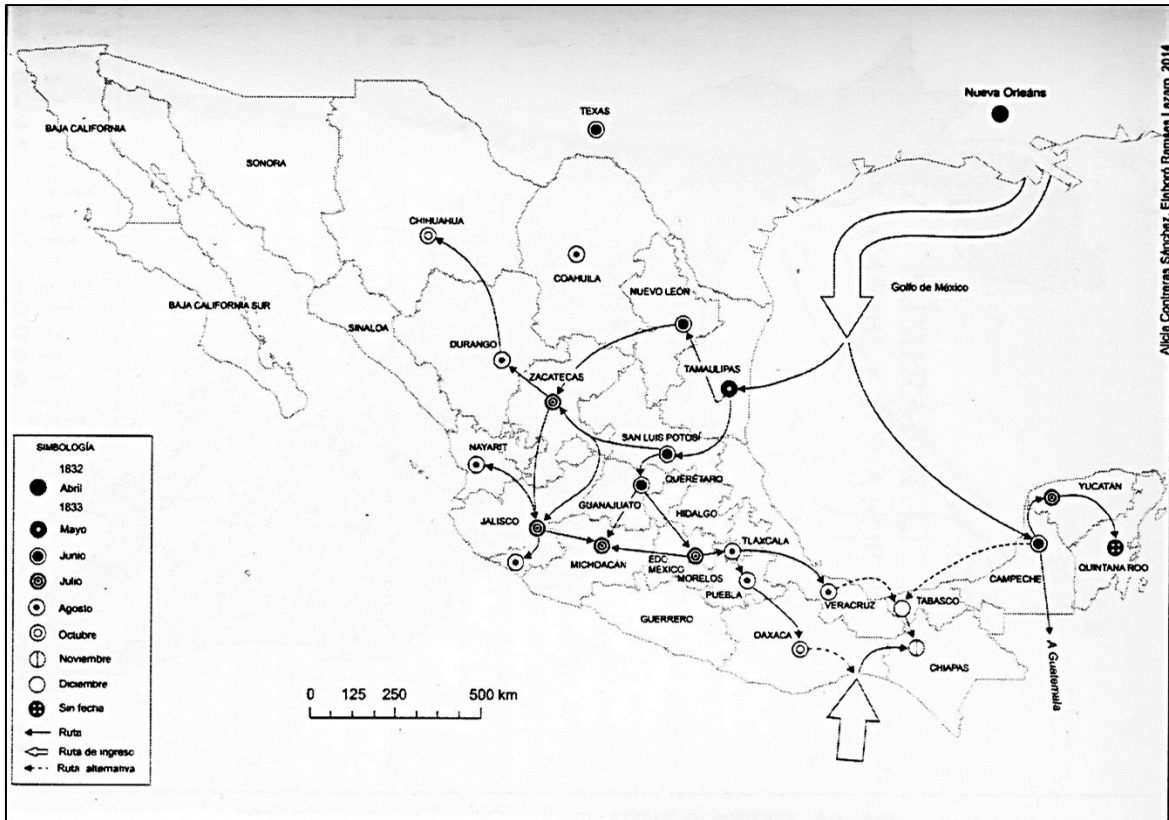 Nueva Orleáns
TEXAS
BAJA CALIFORNIA
SONORA
CHIHUAHUA
COAHUILA
NUEVO LEÓN
Golfo de México
BAJA CALIFORNIA SUR
SINALOA
DURANGO
ZACATECAS
TAMAULIPAS
SAN LUIS POTOSÍ
NAYARIT
QUERÉTARO
GUANAJUATO
HIDALGO
JALISCO
TLAXCALA
MICHOACÁN
EDO.
MÉXICO
MORELOS
PUEBLA
VERACRUZ
TABASCO
CAMPECHE
YUCATÁN
QUINTANA ROO
GUERRERO
OAXACA
CHIAPAS
A Guatemala
0 125 250 500 km
SIMBOLOGÍA
1832
Abril
1833
Mayo
Junio
Julio
Agosto
Octubre
Noviembre
Diciembre
Sin fecha
Ruta
Ruta de ingreso
Ruta alternativa
Alicia Contreras Sánchez, Elaboró Ramsés Lázaro, 2014